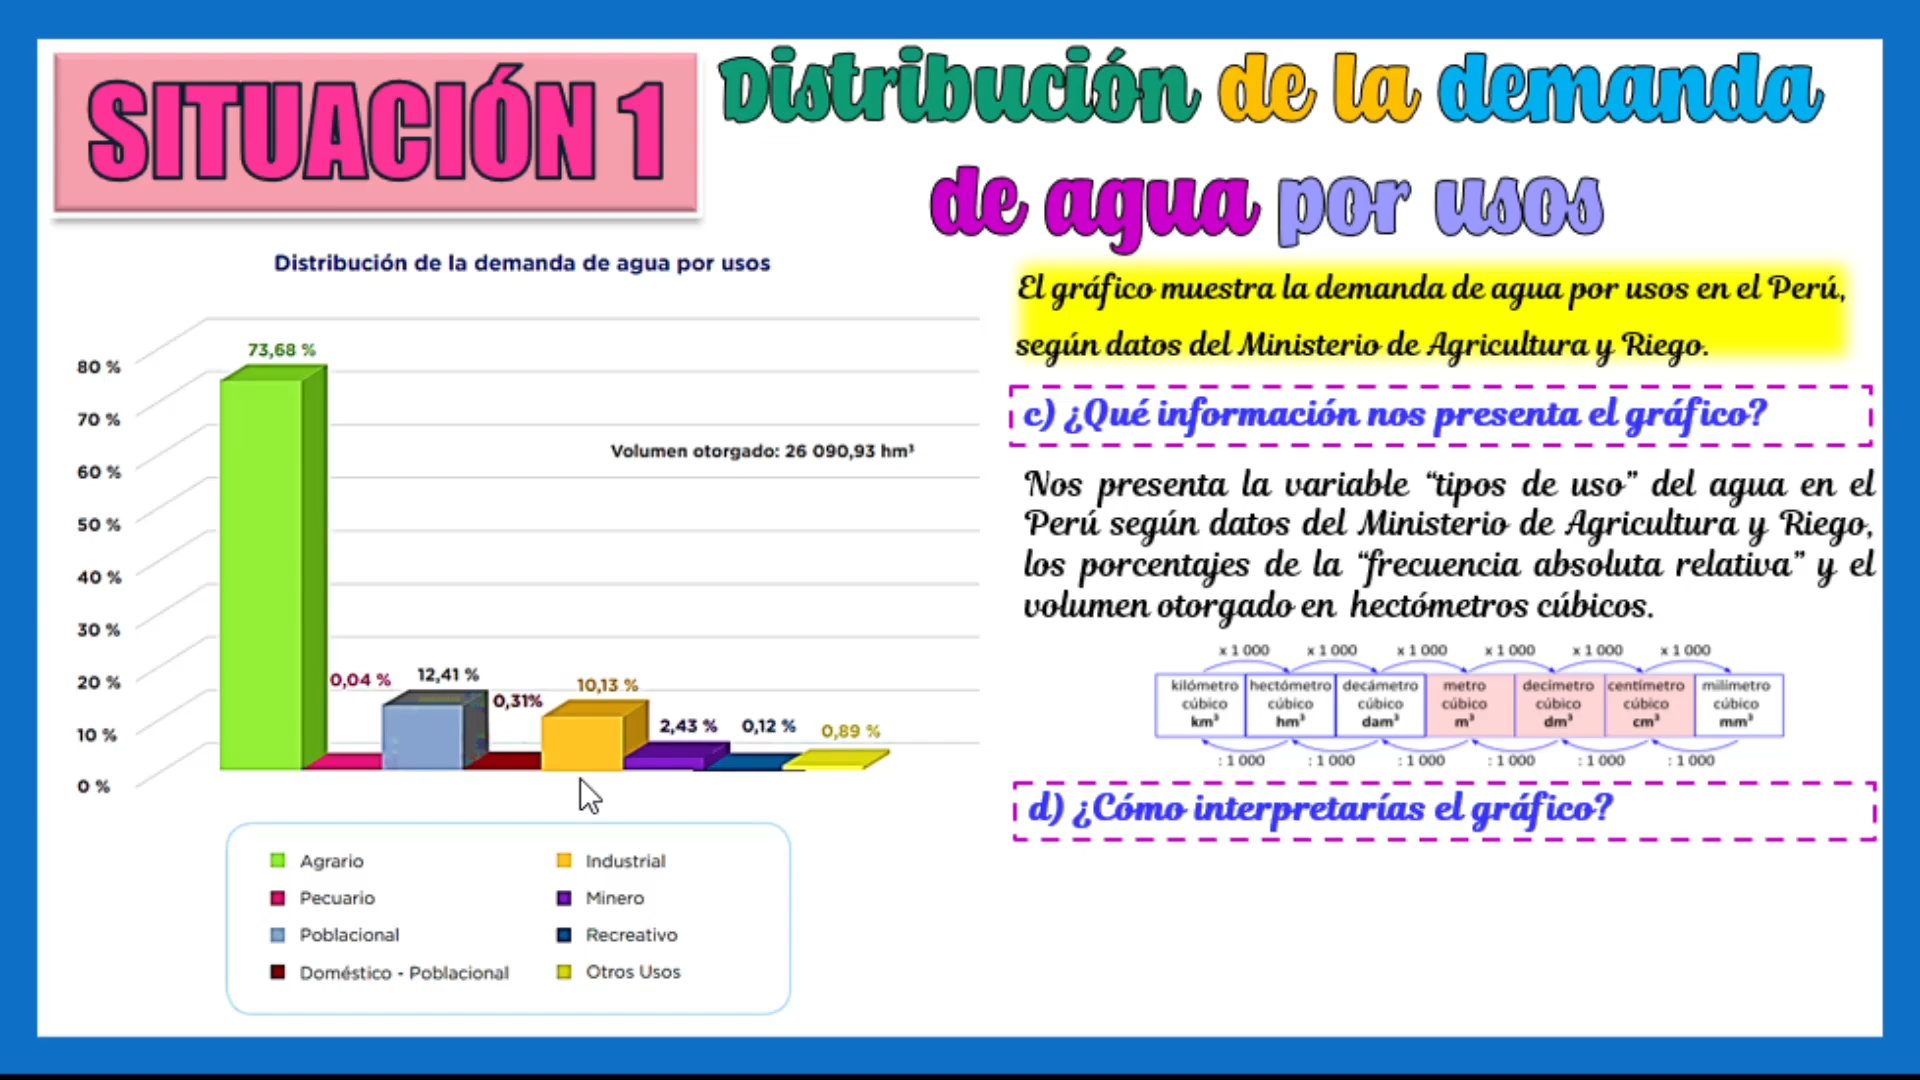 SITUACIÓN 1
Distribución de la demanda
de agua por usos
Distribución de la demanda de agua por usos
80 %
70 %
60 %
50 %
40 %
30 %
20 %
10 %
0 %
73,68 %
0,04 %
12,41 %
0,31%
10,13 %
2,43 %
0,12 %
0,89 %
Volumen otorgado: 26 090,93 hm³
Agrario
Pecuario
Poblacional
Doméstico - Poblacional
Industrial
Minero
Recreativo
Otros Usos
El gráfico muestra la demanda de agua por usos en el Perú,
según datos del Ministerio de Agricultura y Riego.
c) ¿Qué información nos presenta el gráfico?
Nos presenta la variable “tipos de uso” del agua en el
Perú según datos del Ministerio de Agricultura y Riego,
los porcentajes de la “frecuencia absoluta relativa” y el
volumen otorgado en hectómetros cúbicos.
x 1 000 x 1 000 x 1 000 x 1 000 x 1 000 x 1 000
kilómetro hectómetro decámetro metro decímetro centímetro milímetro
cúbico cúbico cúbico cúbico cúbico cúbico cúbico
km³ hm³ dam³ m³ dm³ cm³ mm³
: 1 000 : 1 000 : 1 000 : 1 000 : 1 000 : 1 000
d) ¿Cómo interpretarías el gráfico?